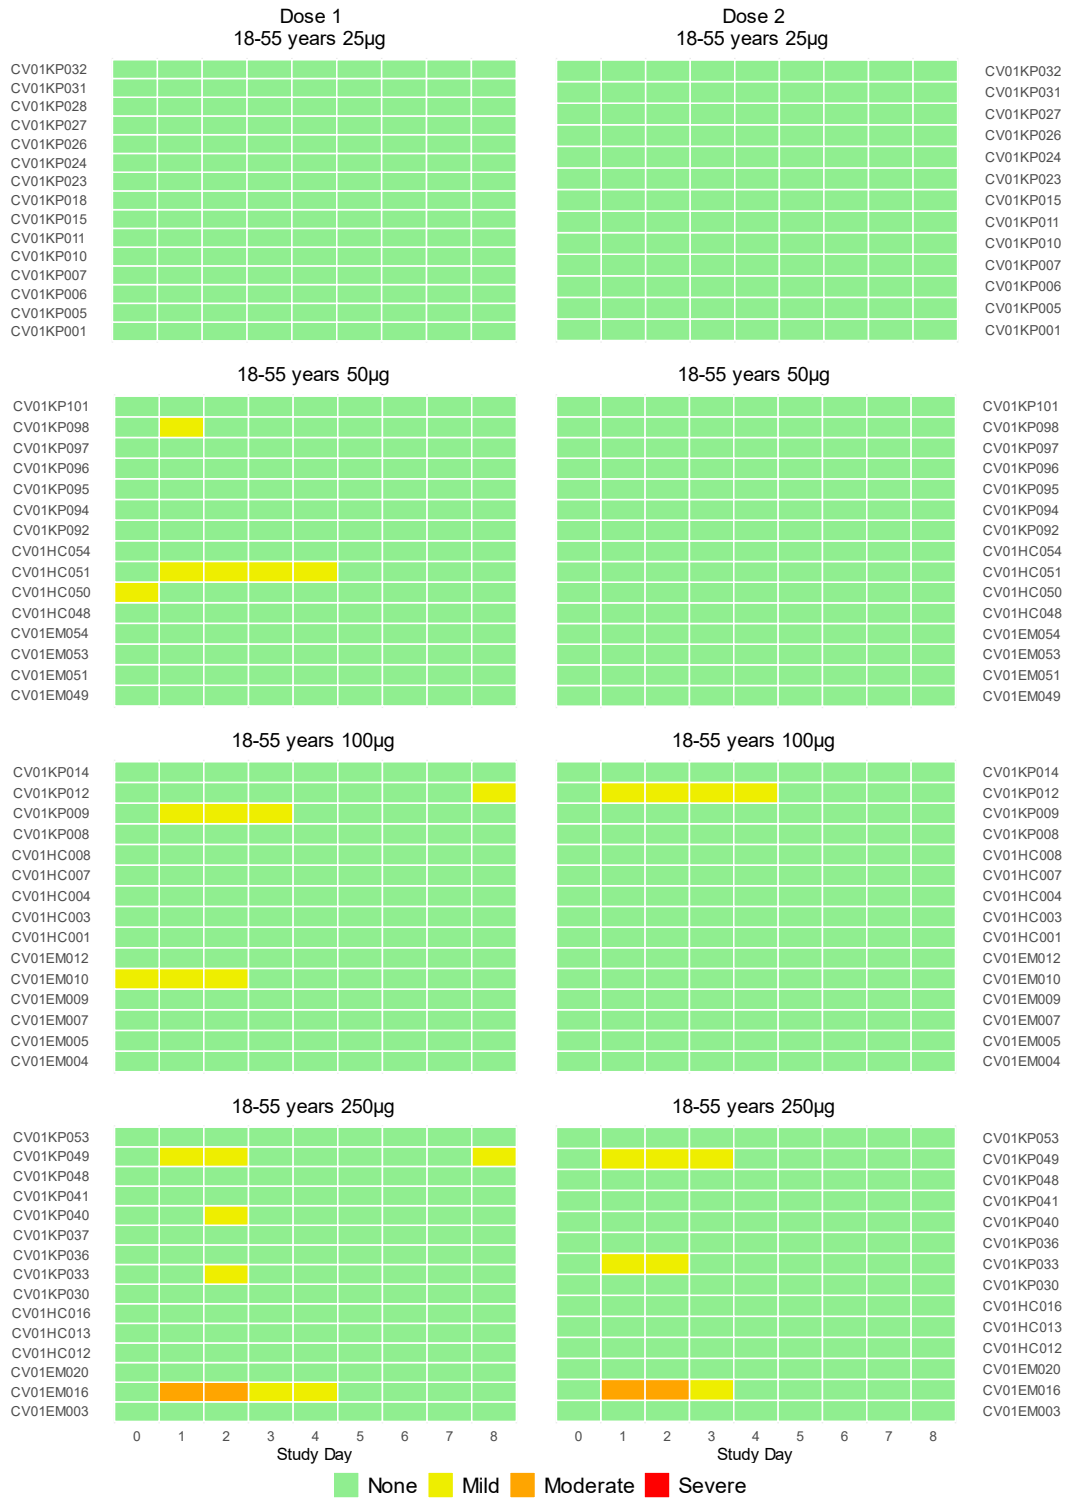 Dose 1
18-55 years 25µg
Dose 2
18-55 years 25µg
CV01KP032
CV01KP031
CV01KP028
CV01KP027
CV01KP026
CV01KP024
CV01KP023
CV01KP018
CV01KP015
CV01KP011
CV01KP010
CV01KP007
CV01KP006
CV01KP005
CV01KP001
CV01KP032
CV01KP031
CV01KP027
CV01KP026
CV01KP024
CV01KP023
CV01KP015
CV01KP011
CV01KP010
CV01KP007
CV01KP006
CV01KP005
CV01KP001
18-55 years 50µg
18-55 years 50µg
CV01KP101
CV01KP098
CV01KP097
CV01KP096
CV01KP095
CV01KP094
CV01KP092
CV01HC054
CV01HC051
CV01HC050
CV01HC048
CV01EM054
CV01EM053
CV01EM051
CV01EM049
CV01KP101
CV01KP098
CV01KP097
CV01KP096
CV01KP095
CV01KP094
CV01KP092
CV01HC054
CV01HC051
CV01HC050
CV01HC048
CV01EM054
CV01EM053
CV01EM051
CV01EM049
18-55 years 100µg
18-55 years 100µg
CV01KP014
CV01KP012
CV01KP009
CV01KP008
CV01HC008
CV01HC007
CV01HC004
CV01HC003
CV01HC001
CV01EM012
CV01EM010
CV01EM009
CV01EM007
CV01EM005
CV01EM004
CV01KP014
CV01KP012
CV01KP009
CV01KP008
CV01HC008
CV01HC007
CV01HC004
CV01HC003
CV01HC001
CV01EM012
CV01EM010
CV01EM009
CV01EM007
CV01EM005
CV01EM004
18-55 years 250µg
18-55 years 250µg
CV01KP053
CV01KP049
CV01KP048
CV01KP041
CV01KP040
CV01KP037
CV01KP036
CV01KP033
CV01KP030
CV01HC016
CV01HC013
CV01HC012
CV01EM020
CV01EM016
CV01EM003
CV01KP053
CV01KP049
CV01KP048
CV01KP041
CV01KP040
CV01KP036
CV01KP033
CV01KP030
CV01HC016
CV01HC013
CV01HC012
CV01EM020
CV01EM016
CV01EM003
0 1 2 3 4 5 6 7 8
Study Day
0 1 2 3 4 5 6 7 8
Study Day
None Mild Moderate Severe